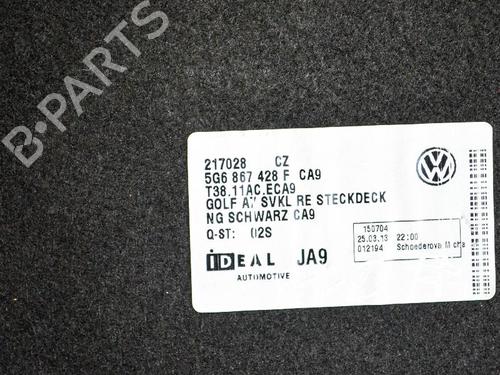 B-PARTS
217028 CZ
5G6 867 428 F CA9
T38.11AC.ECA9
GOLF A7 SVKL RE STECKDECK
NG SCHWARZ CA9
Q-ST: 02S
iDEAL JA9
AUTOMOTIVE
150704
25.03.13 22:00
012194 Schoederova